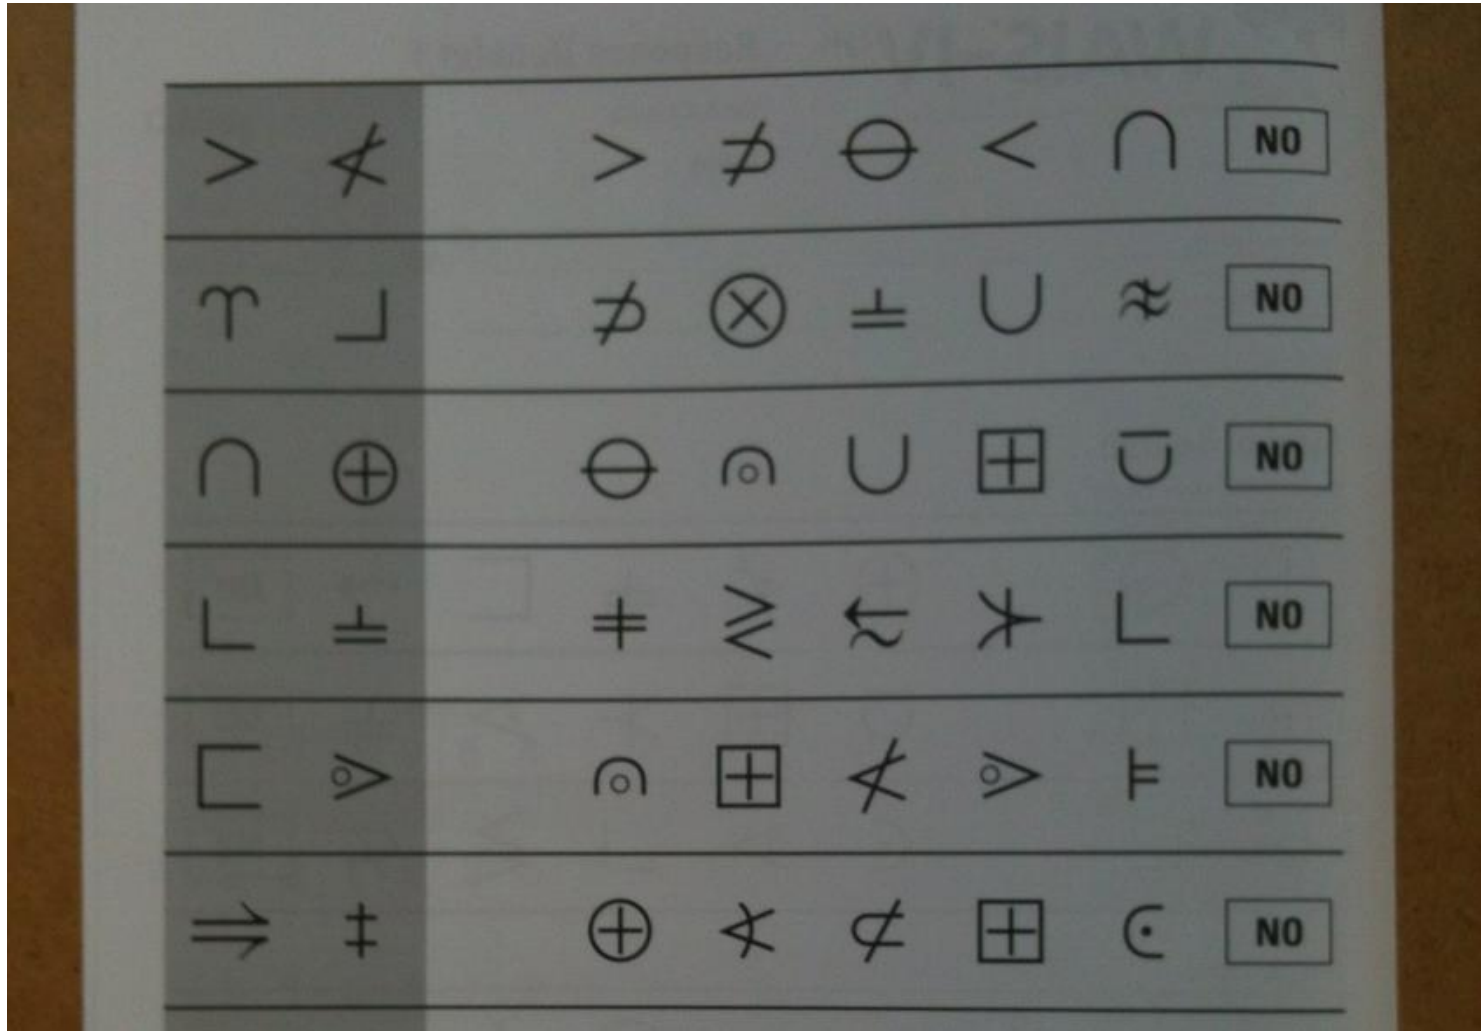 > ≮ > ⊅ ⊖ < ∩ NO
♈ ⅃ ⊅ ⊗ ⩡ ∪ NO
∩ ⊕ ⊖ ∪ ⊞ NO
∟ ⋛ ∟ NO
⊏ ⊞ ≮ ⊨ NO
⇒ ‡ ⊕ ∢ ⊄ ⊞ NO